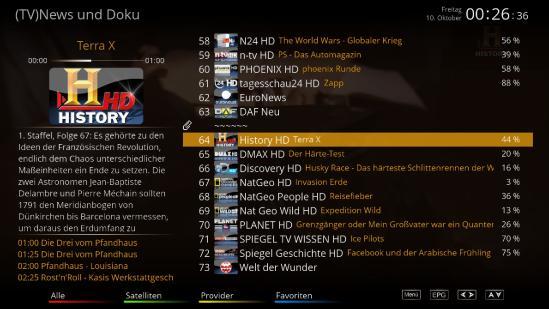 (TV)News und Doku
Freitag
10. Oktober
00:26:36
Terra X
00:00
01:00
H
HD
HISTORY
1. Staffel, Folge 67: Es gehörte zu den
Ideen der Französischen Revolution,
endlich dem Chaos unterschiedlicher
Maßeinheiten ein Ende zu setzen. Die
zwei Astronomen Jean-Baptiste
Delambre und Pierre Méchain sollten
1791 den Meridianbogen von
Dünkirchen bis Barcelona vermessen,
um daraus den Erdumfang zu
01:00 Die Drei vom Pfandhaus
01:25 Die Drei vom Pfandhaus
02:00 Pfandhaus - Louisiana
02:25 Rost'n'Roll - Kasis Werkstattgesch
58 N24 HD The World Wars - Globaler Krieg 56 %
59 n-tv HD PS - Das Automagazin 39 %
60 PHOENIX HD phoenix Runde 58 %
61 tagesschau24 HD Zapp 88 %
62 EuroNews
63 DAF Neu
~~~~~~
64 History HD Terra X 44 %
65 DMAX HD Der Härte-Test 20 %
66 Discovery HD Husky Race - Das härteste Schlittenrennen der W 16 %
67 NatGeo HD Invasion Erde 3 %
68 NatGeo People HD Reisefieber 36 %
69 Nat Geo Wild HD Expedition Wild 13 %
70 PLANET HD Grenzgänger oder Mein Großvater war ein Quanten 26 %
71 SPIEGEL TV WISSEN HD Ice Pilots 70 %
72 Spiegel Geschichte HD Facebook und der Arabische Frühling 75 %
73 Welt der Wunder
Alle
Satelliten
Provider
Favoriten
Menü
EPG